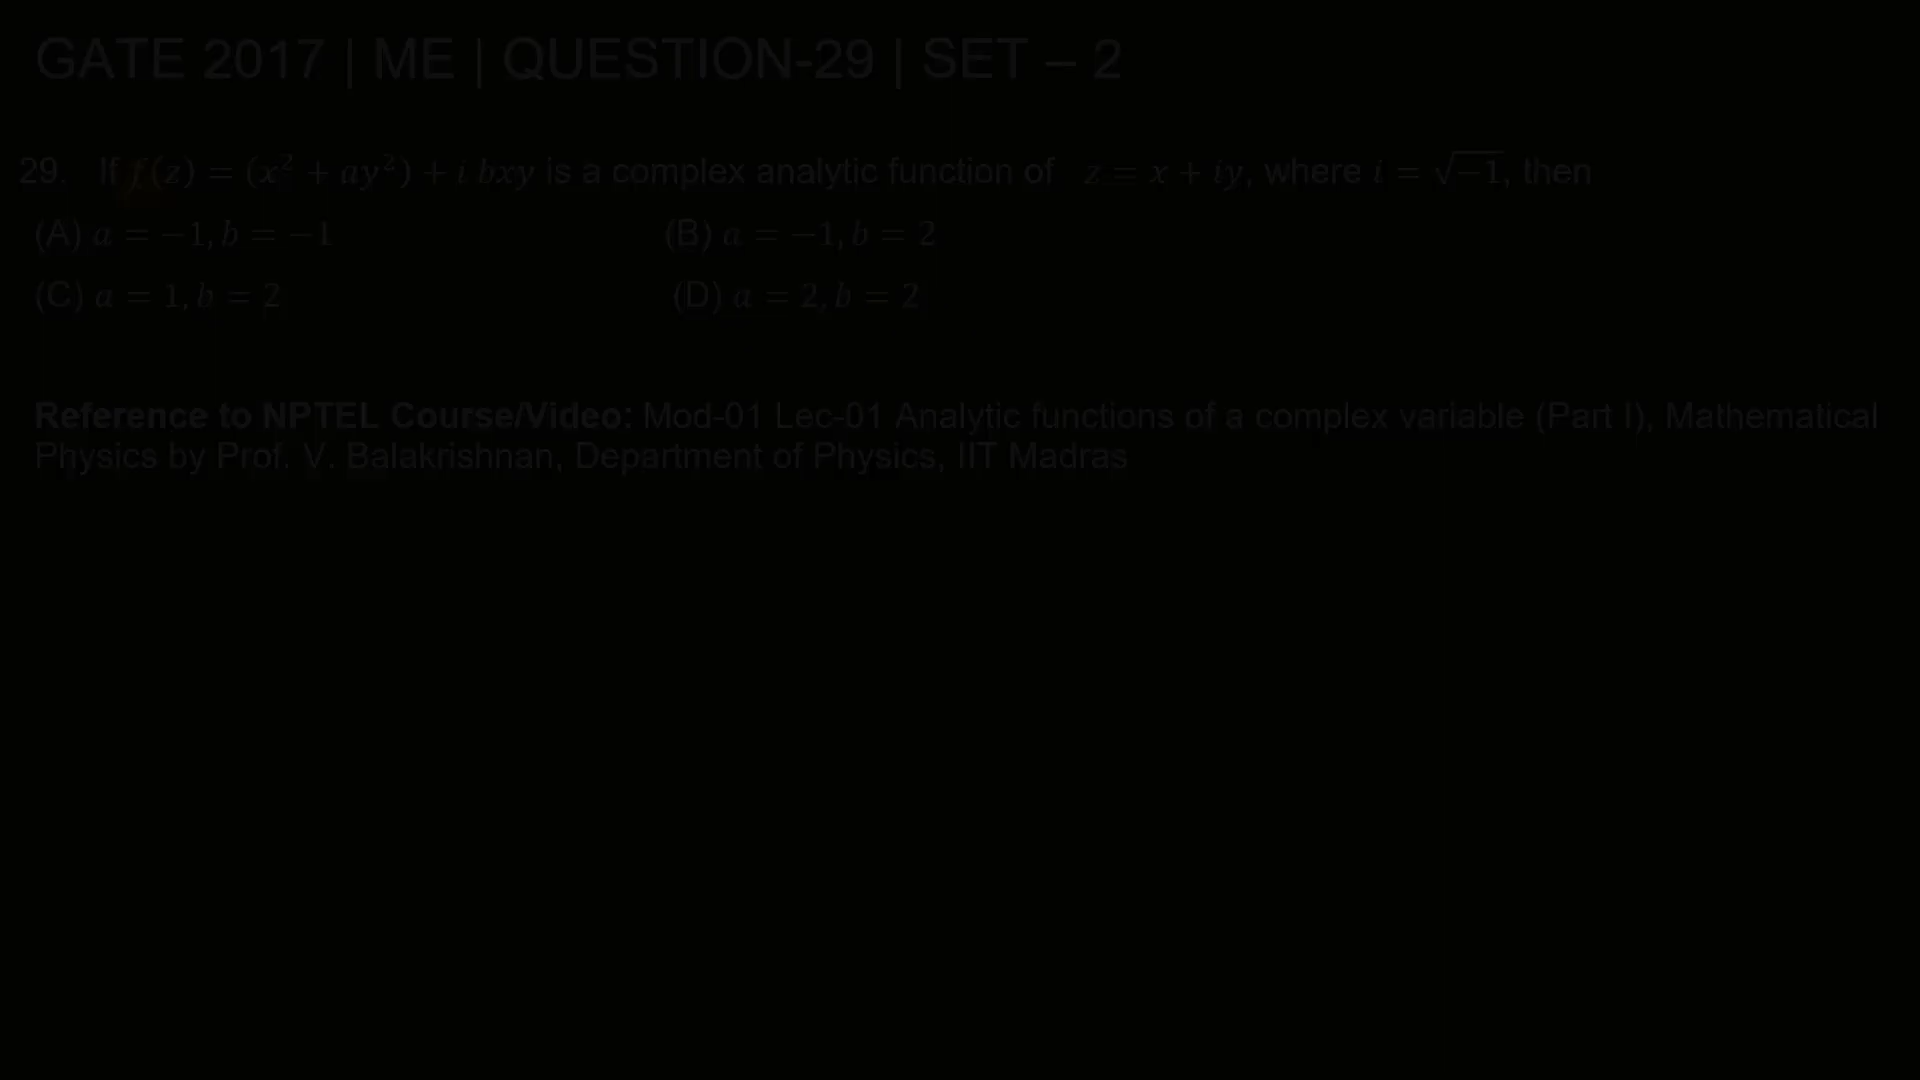 GATE 2017 | ME | QUESTION-29 | SET – 2
29. If f(z) = (x² + ay²) + i bxy is a complex analytic function of z = x + iy, where i = √−1, then
(A) a = −1, b = −1 (B) a = −1, b = 2
(C) a = 1, b = 2 (D) a = 2, b = 2
Reference to NPTEL Course/Video: Mod-01 Lec-01 Analytic functions of a complex variable (Part I), Mathematical
Physics by Prof. V. Balakrishnan, Department of Physics, IIT Madras